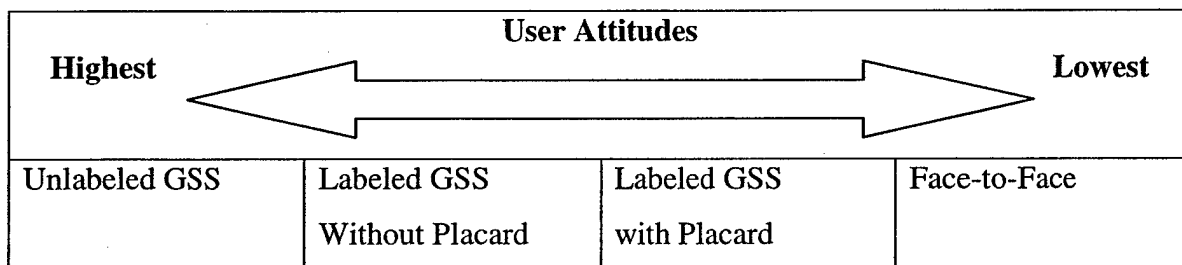 User Attitudes
Highest
Lowest
Unlabeled GSS
Labeled GSS
Without Placard
Labeled GSS
with Placard
Face-to-Face